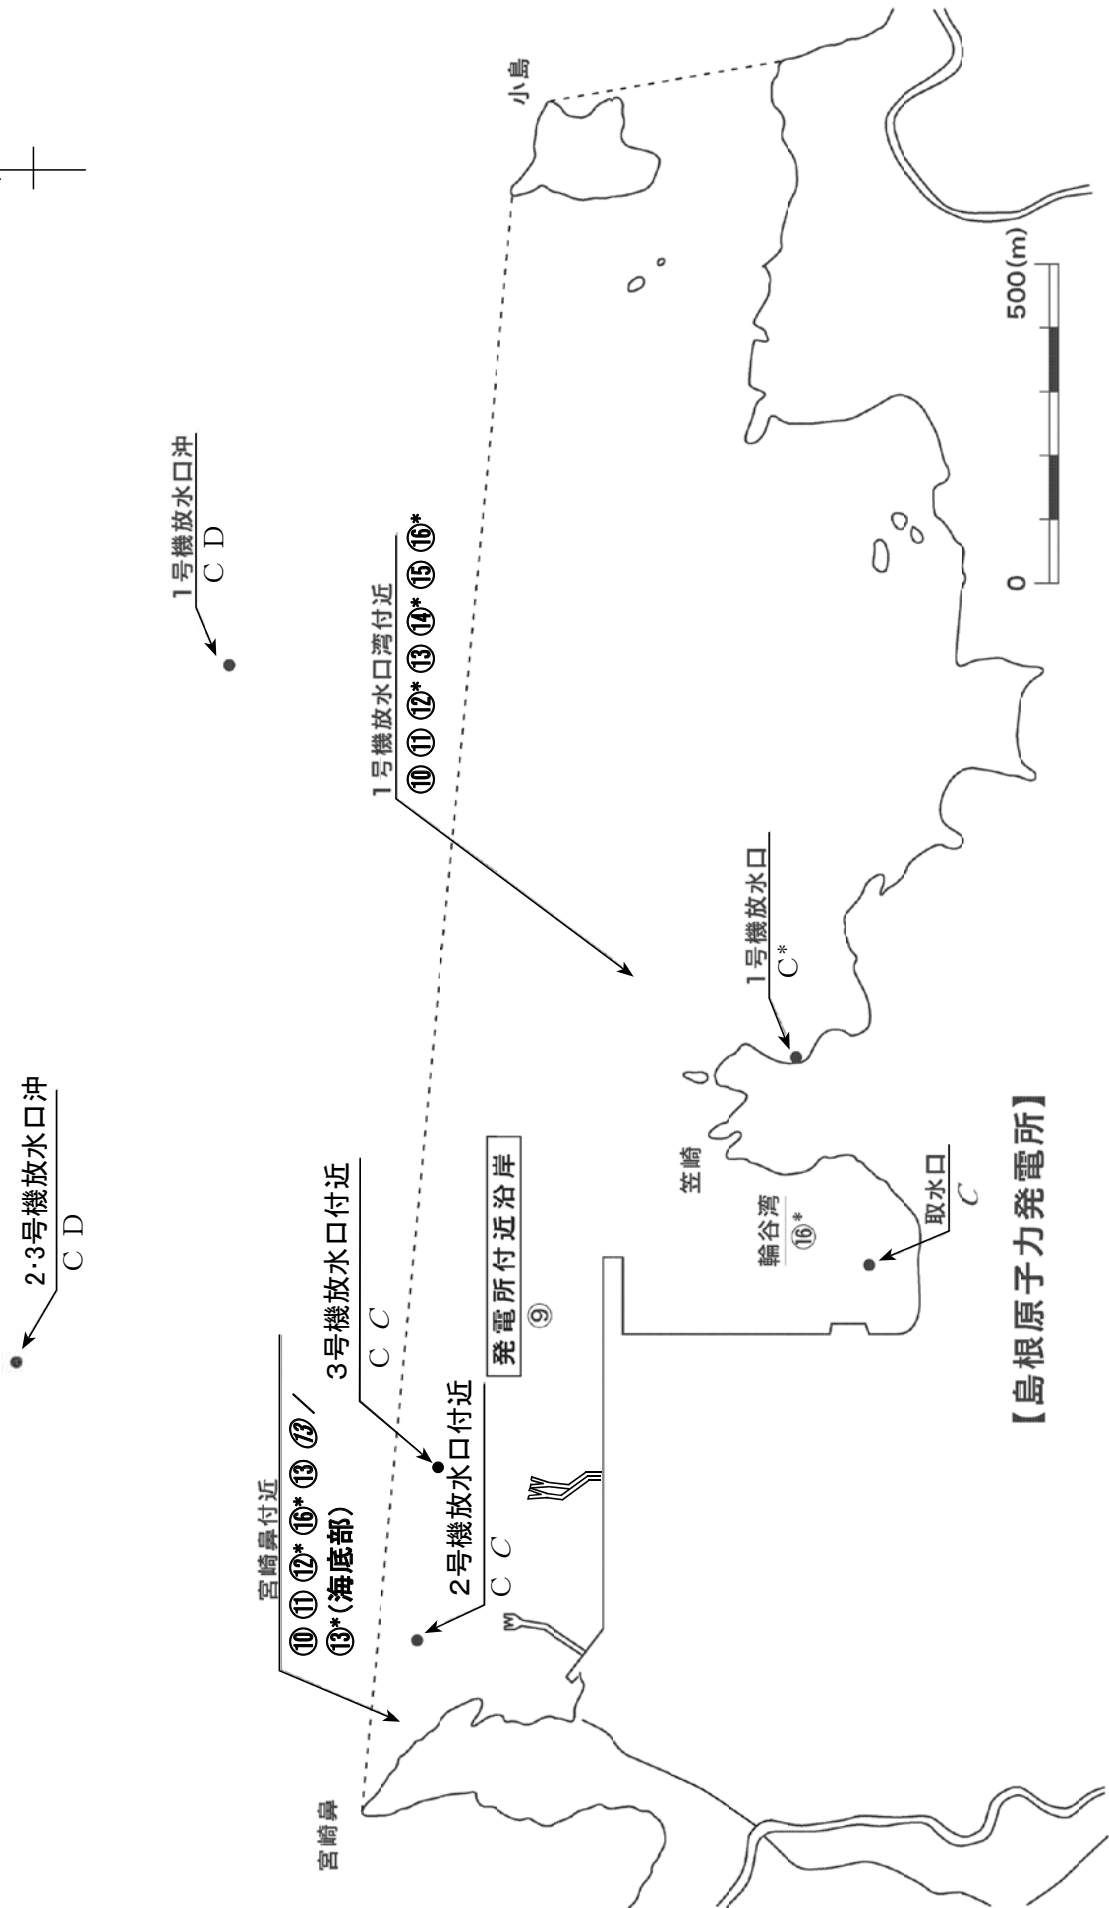 2·3号機放水口沖
C D
1号機放水口沖
C D
宮崎鼻付近
⑩ ⑪ ⑫* ⑯* ⑬ ⑬/
⑬*(海底部)
3号機放水口付近
C C
1号機放水口湾付近
⑩ ⑪ ⑫* ⑬ ⑭* ⑮ ⑯*
小島
宮崎鼻
2号機放水口付近
C C
発電所付近沿岸
⑨
笠崎
輪谷湾
⑯*
1号機放水口
C*
取水口
C
【島根原子力発電所】
0 500(m)